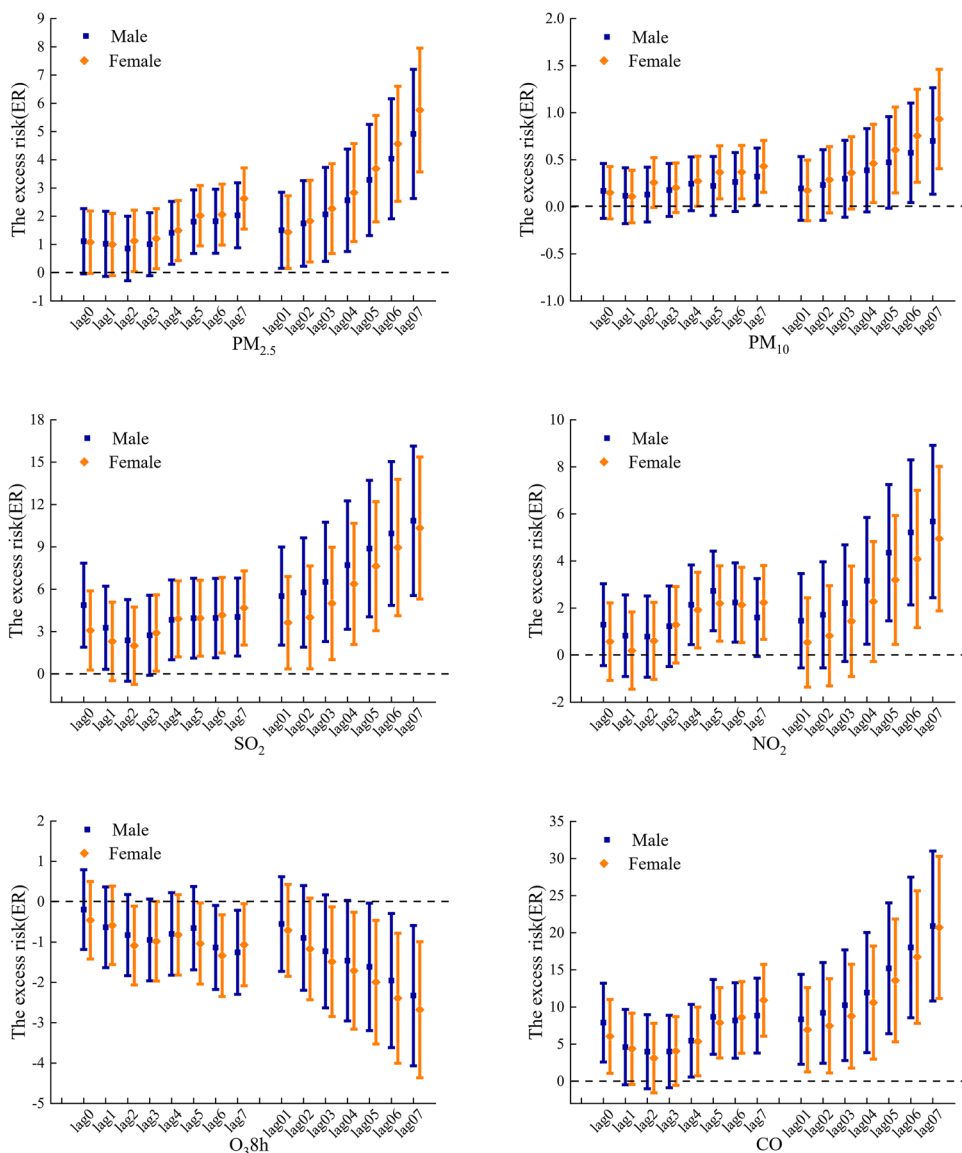 The excess risk(ER)
9
8
7
6
5
4
3
2
1
0
-1
Male
Female
lag0 lag1 lag2 lag3 lag4 lag5 lag6 lag7 lag01 lag02 lag03 lag04 lag05 lag06 lag07
PM2.5
The excess risk(ER)
2.0
1.5
1.0
0.5
0.0
-0.5
-1.0
Male
Female
lag0 lag1 lag2 lag3 lag4 lag5 lag6 lag7 lag01 lag02 lag03 lag04 lag05 lag06 lag07
PM10
The excess risk(ER)
18
15
12
9
6
3
0
Male
Female
lag0 lag1 lag2 lag3 lag4 lag5 lag6 lag7 lag01 lag02 lag03 lag04 lag05 lag06 lag07
SO2
The excess risk(ER)
10
8
6
4
2
0
-2
Male
Female
lag0 lag1 lag2 lag3 lag4 lag5 lag6 lag7 lag01 lag02 lag03 lag04 lag05 lag06 lag07
NO2
The excess risk(ER)
2
1
0
-1
-2
-3
-4
-5
Male
Female
lag0 lag1 lag2 lag3 lag4 lag5 lag6 lag7 lag01 lag02 lag03 lag04 lag05 lag06 lag07
O38h
The excess risk(ER)
35
30
25
20
15
10
5
0
Male
Female
lag0 lag1 lag2 lag3 lag4 lag5 lag6 lag7 lag01 lag02 lag03 lag04 lag05 lag06 lag07
CO